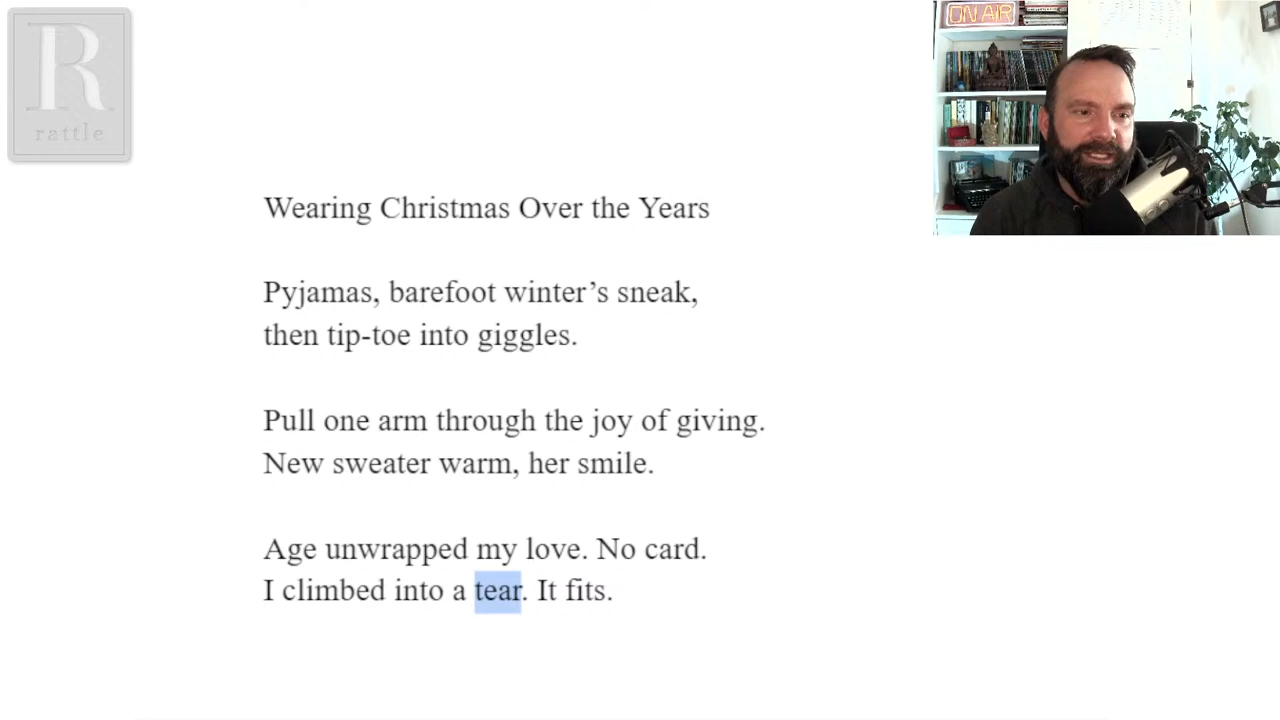 R
rattle
ON AIR
Wearing Christmas Over the Years
Pyjamas, barefoot winter’s sneak,
then tip-toe into giggles.
Pull one arm through the joy of giving.
New sweater warm, her smile.
Age unwrapped my love. No card.
I climbed into a tear. It fits.